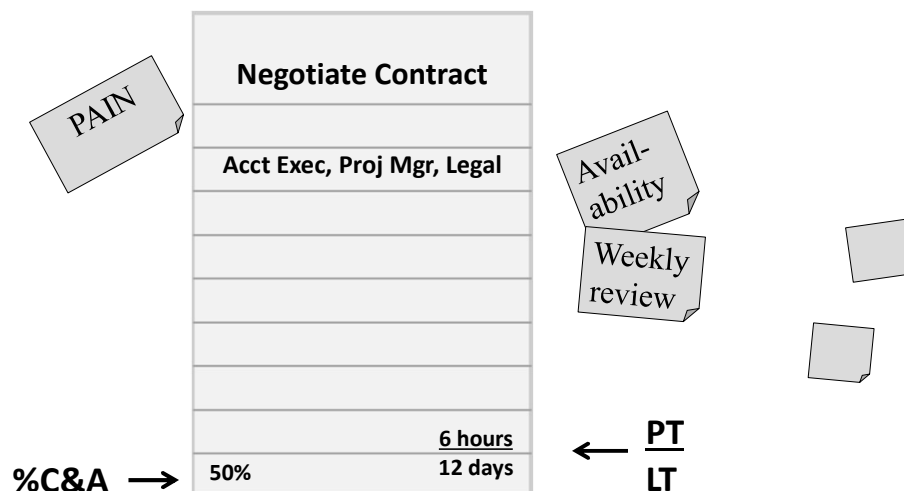 Negotiate Contract
PAIN
Acct Exec, Proj Mgr, Legal
Avail-
ability
Weekly
review
6 hours
12 days
50%
%C&A
PT
LT